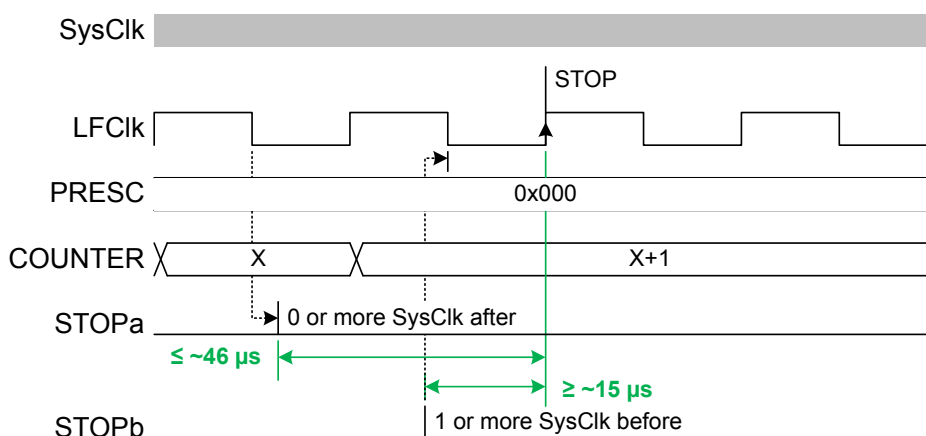 SysClk
STOP
LFClk
PRESC
0x000
COUNTER
X
X+1
STOPa
0 or more SysClk after
≤ ~46 µs
≥ ~15 µs
STOPb
1 or more SysClk before